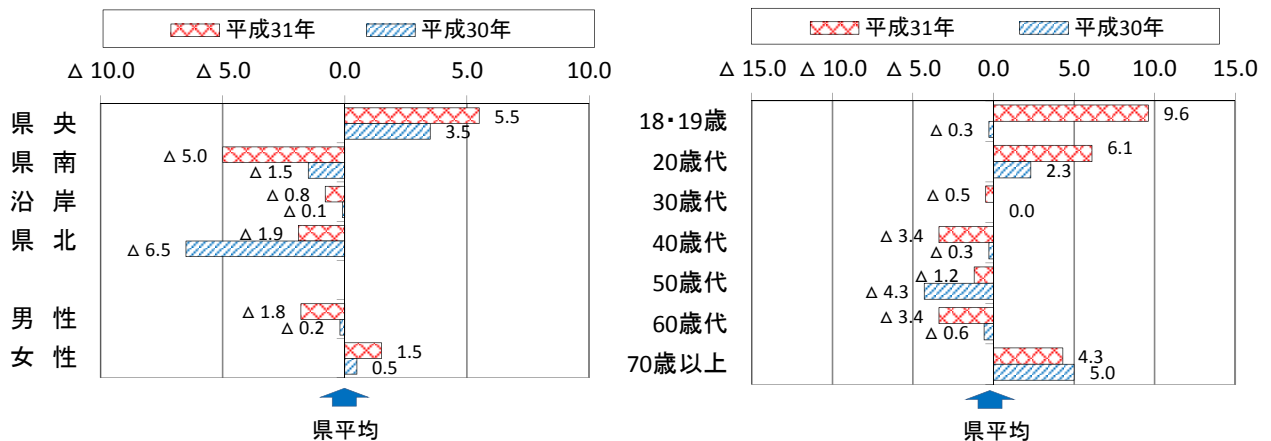 平成31年 平成30年
Δ 10.0 Δ 5.0 0.0 5.0 10.0
県 央 5.5
3.5
県 南 Δ 5.0
Δ 1.5
沿 岸 Δ 0.8
Δ 0.1
県 北 Δ 1.9
Δ 6.5
男 性 Δ 1.8
Δ 0.2
女 性 1.5
0.5
県平均
平成31年 平成30年
Δ 15.0 Δ 10.0 Δ 5.0 0.0 5.0 10.0 15.0
18・19歳 9.6
Δ 0.3
20歳代 6.1
2.3
30歳代 Δ 0.5
0.0
40歳代 Δ 3.4
Δ 0.3
50歳代 Δ 1.2
Δ 4.3
60歳代 Δ 3.4
Δ 0.6
70歳以上 4.3
5.0
県平均